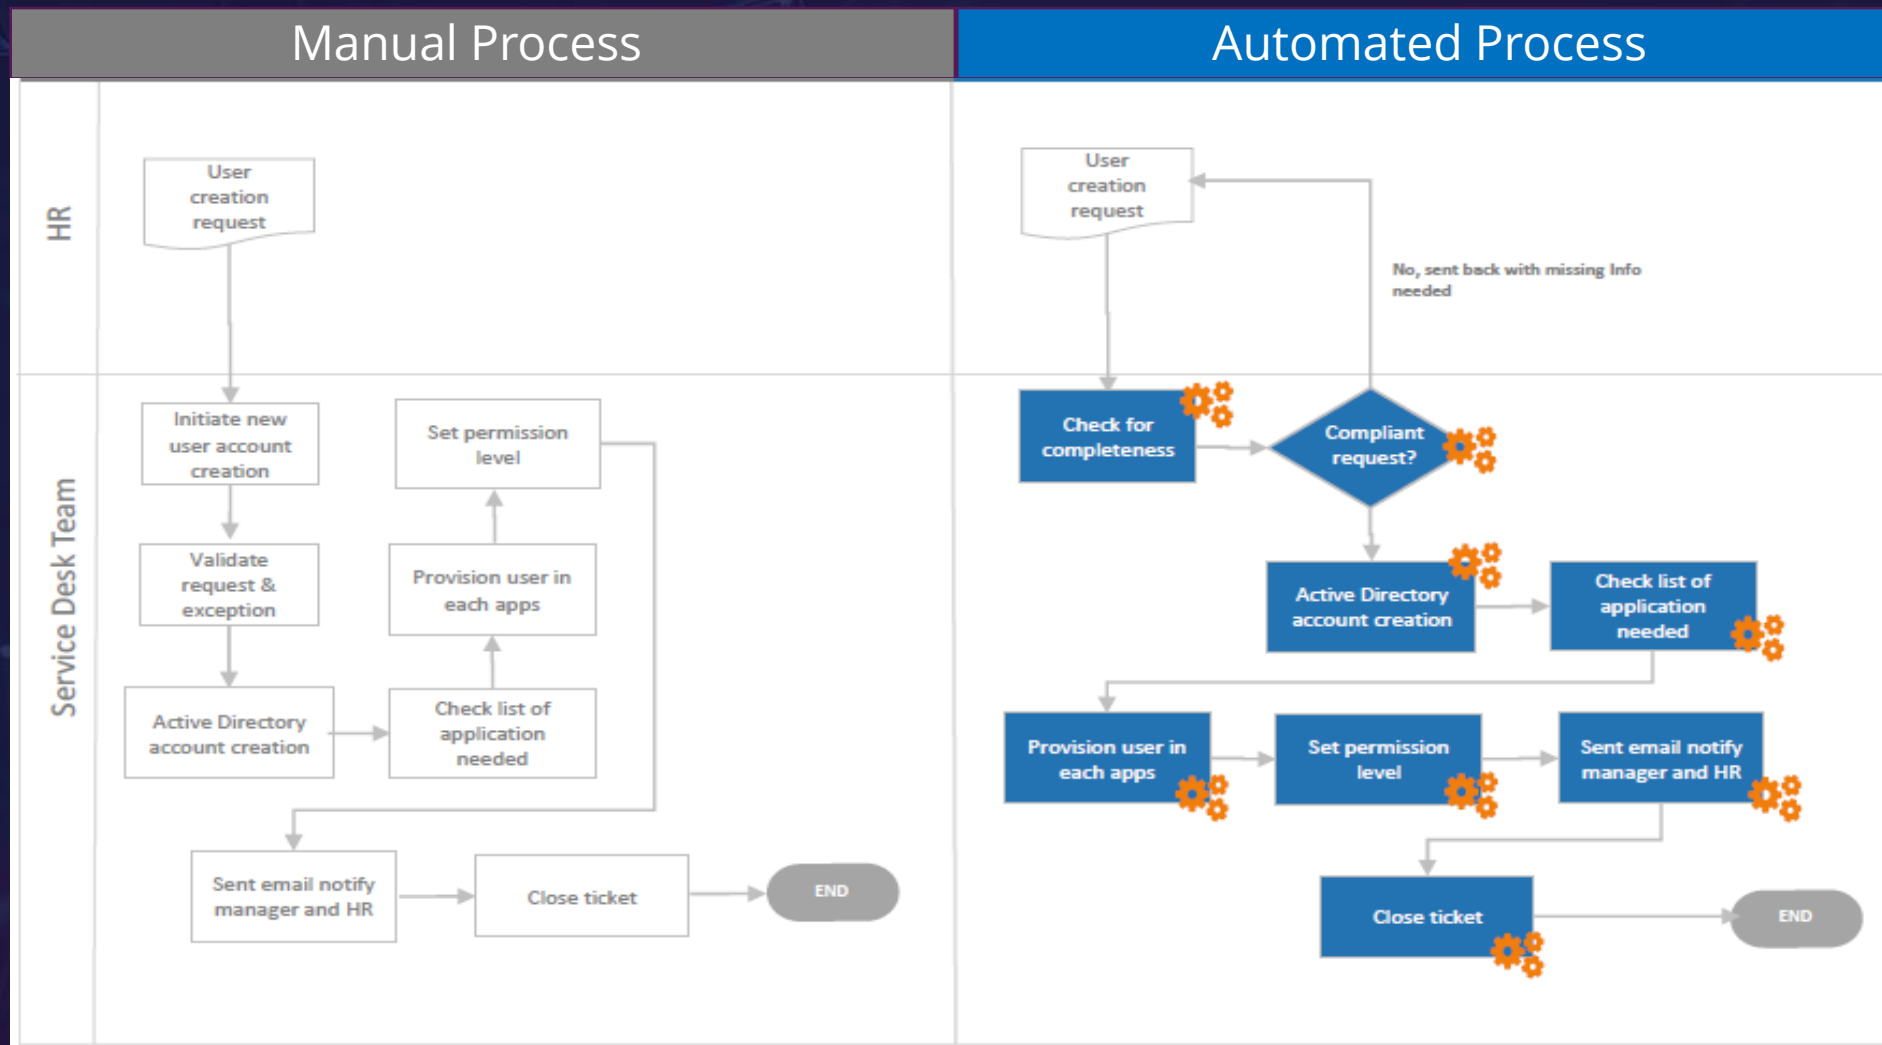 Manual Process
Automated Process
HR
Service Desk Team
User
creation
request
Initiate new
user account
creation
Validate
request &
exception
Active Directory
account creation
Check list of
application
needed
Provision user in
each apps
Set permission
level
Sent email notify
manager and HR
Close ticket
END
User
creation
request
No, sent back with missing Info
needed
Check for
completeness
Compliant
request?
Active Directory
account creation
Check list of
application
needed
Provision user in
each apps
Set permission
level
Sent email notify
manager and HR
Close ticket
END